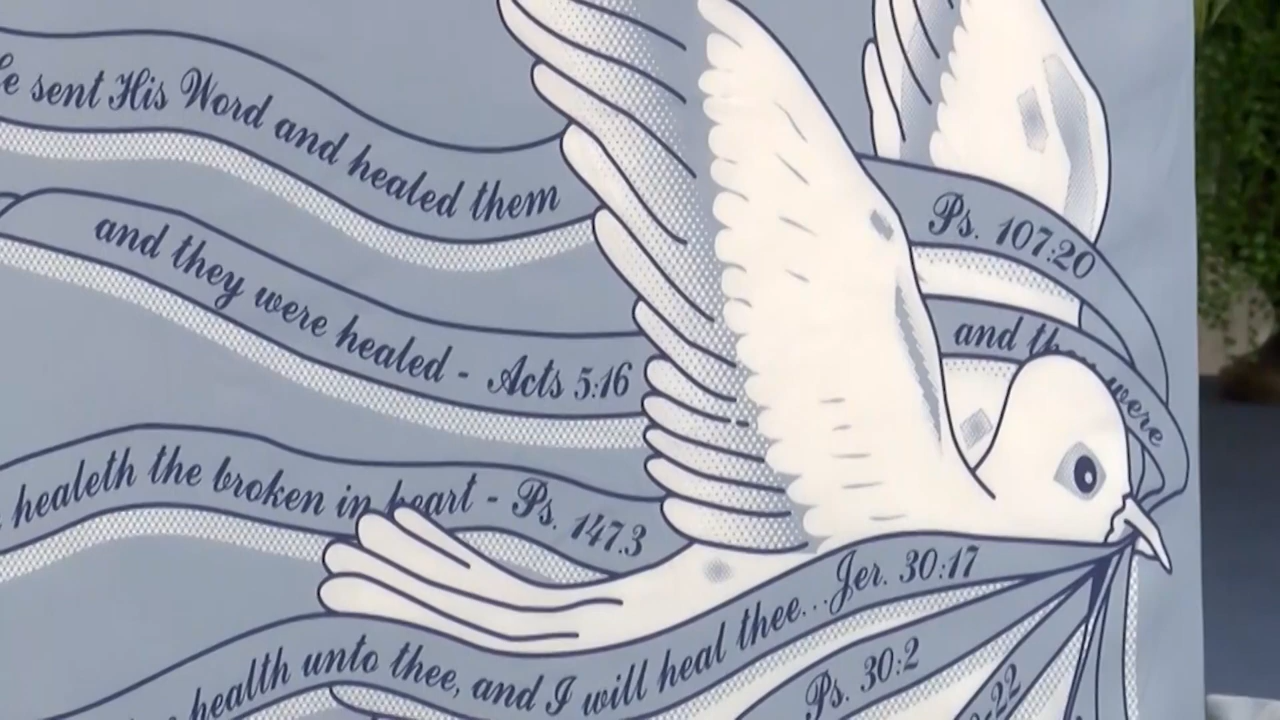 sent His Word and healed them
Ps. 107:20
and they were healed - Acts 5:16
and they were
healeth the broken in heart - Ps. 147.3
health unto thee, and I will heal thee...Jer. 30:17
Ps. 30:2